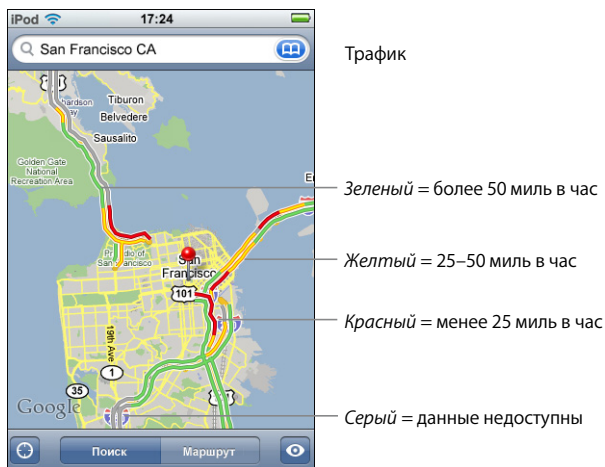 iPod 17:24
San Francisco CA
Трафик
Tiburon
Belvedere
Sausalito
Golden Gate
National
Recreation Area
Зеленый = более 50 миль в час
San
Francisco
Желтый = 25–50 миль в час
101
Красный = менее 25 миль в час
19th Ave
1
35
Google
Серый = данные недоступны
Поиск Маршрут